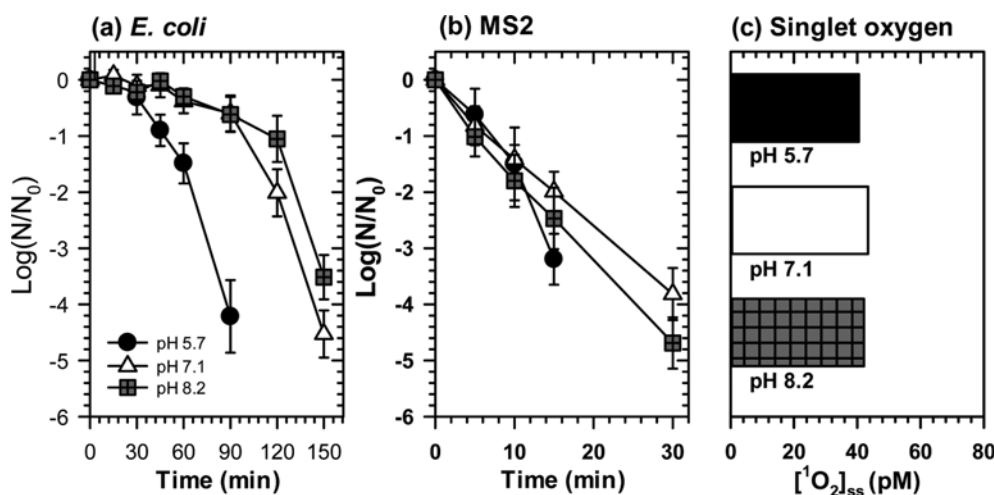 (a) E. coli
Log(N/N0)
0
-1
-2
-3
-4
-5
-6
pH 5.7
pH 7.1
pH 8.2
0 30 60 90 120 150
Time (min)
(b) MS2
Log(N/N0)
0
-1
-2
-3
-4
-5
-6
0 10 20 30
Time (min)
(c) Singlet oxygen
pH 5.7
pH 7.1
pH 8.2
0 20 40 60 80
[1O2]ss (pM)